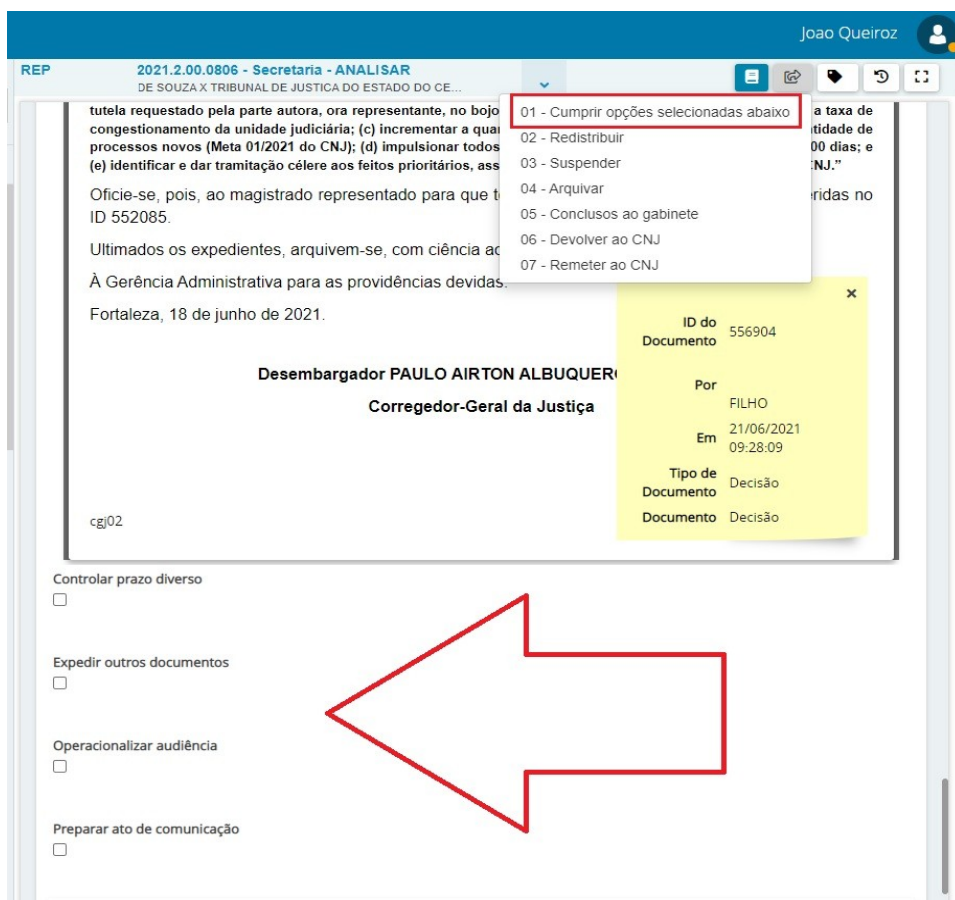 Joao Queiroz
REP
2021.2.00.0806 - Secretaria - ANALISAR
DE SOUZA X TRIBUNAL DE JUSTICA DO ESTADO DO CE...
01 - Cumprir opções selecionadas abaixo
02 - Redistribuir
03 - Suspender
04 - Arquivar
05 - Conclusos ao gabinete
06 - Devolver ao CNJ
07 - Remeter ao CNJ
tutela requestado pela parte autora, ora representante, no bojo a taxa de
congestionamento da unidade judiciária; (c) incrementar a tidade de
processos novos (Meta 01/2021 do CNJ); (d) impulsionar todos 00 dias; e
(e) identificar e dar tramitação célere aos feitos prioritários, NJ.”
Oficie-se, pois, ao magistrado representado para que ridas no
ID 552085.
Ultimados os expedientes, arquivem-se, com ciência
À Gerência Administrativa para as providências devidas.
Fortaleza, 18 de junho de 2021.
Desembargador PAULO AIRTON ALBUQUER
Corregedor-Geral da Justiça
cgj02
ID do
Documento 556904
Por
FILHO
Em 21/06/2021
09:28:09
Tipo de
Documento Decisão
Documento Decisão
Controlar prazo diverso
Expedir outros documentos
Operacionalizar audiência
Preparar ato de comunicação